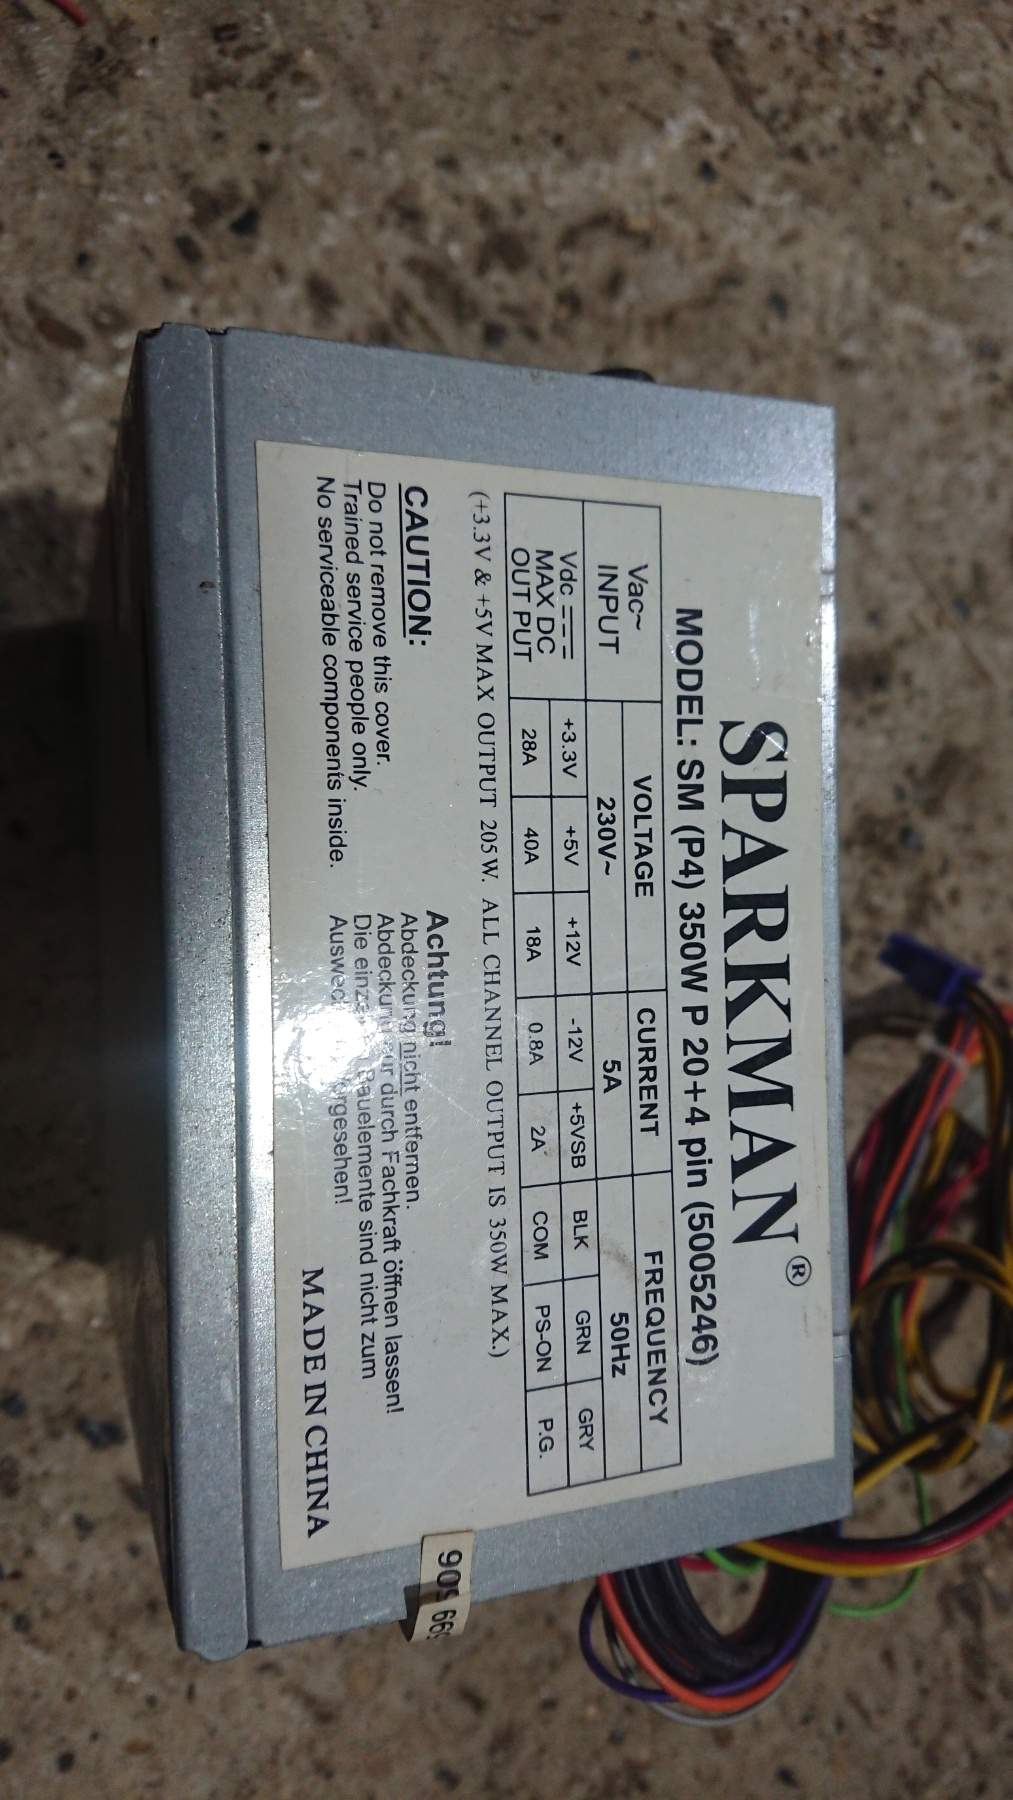 SPARKMAN®
MODEL: SM (P4) 350W P 20+4 pin (5005246)
Vac~ INPUT VOLTAGE CURRENT FREQUENCY
230V~ 5A 50Hz
Vdc MAX DC OUT PUT +3.3V +5V +12V -12V +5VSB BLK GRN GRY
28A 40A 18A 0.8A 2A COM PS-ON P.G.
(+3.3V & +5V MAX OUTPUT 205W. ALL CHANNEL OUTPUT IS 350W MAX.)
CAUTION:
Do not remove this cover.
Trained service people only.
No serviceable components inside.
Achtung!
Abdeckung nicht entfernen.
Abdeckung nur durch Fachkraft öffnen lassen!
Die Bauelemente sind nicht zum
MADE IN CHINA